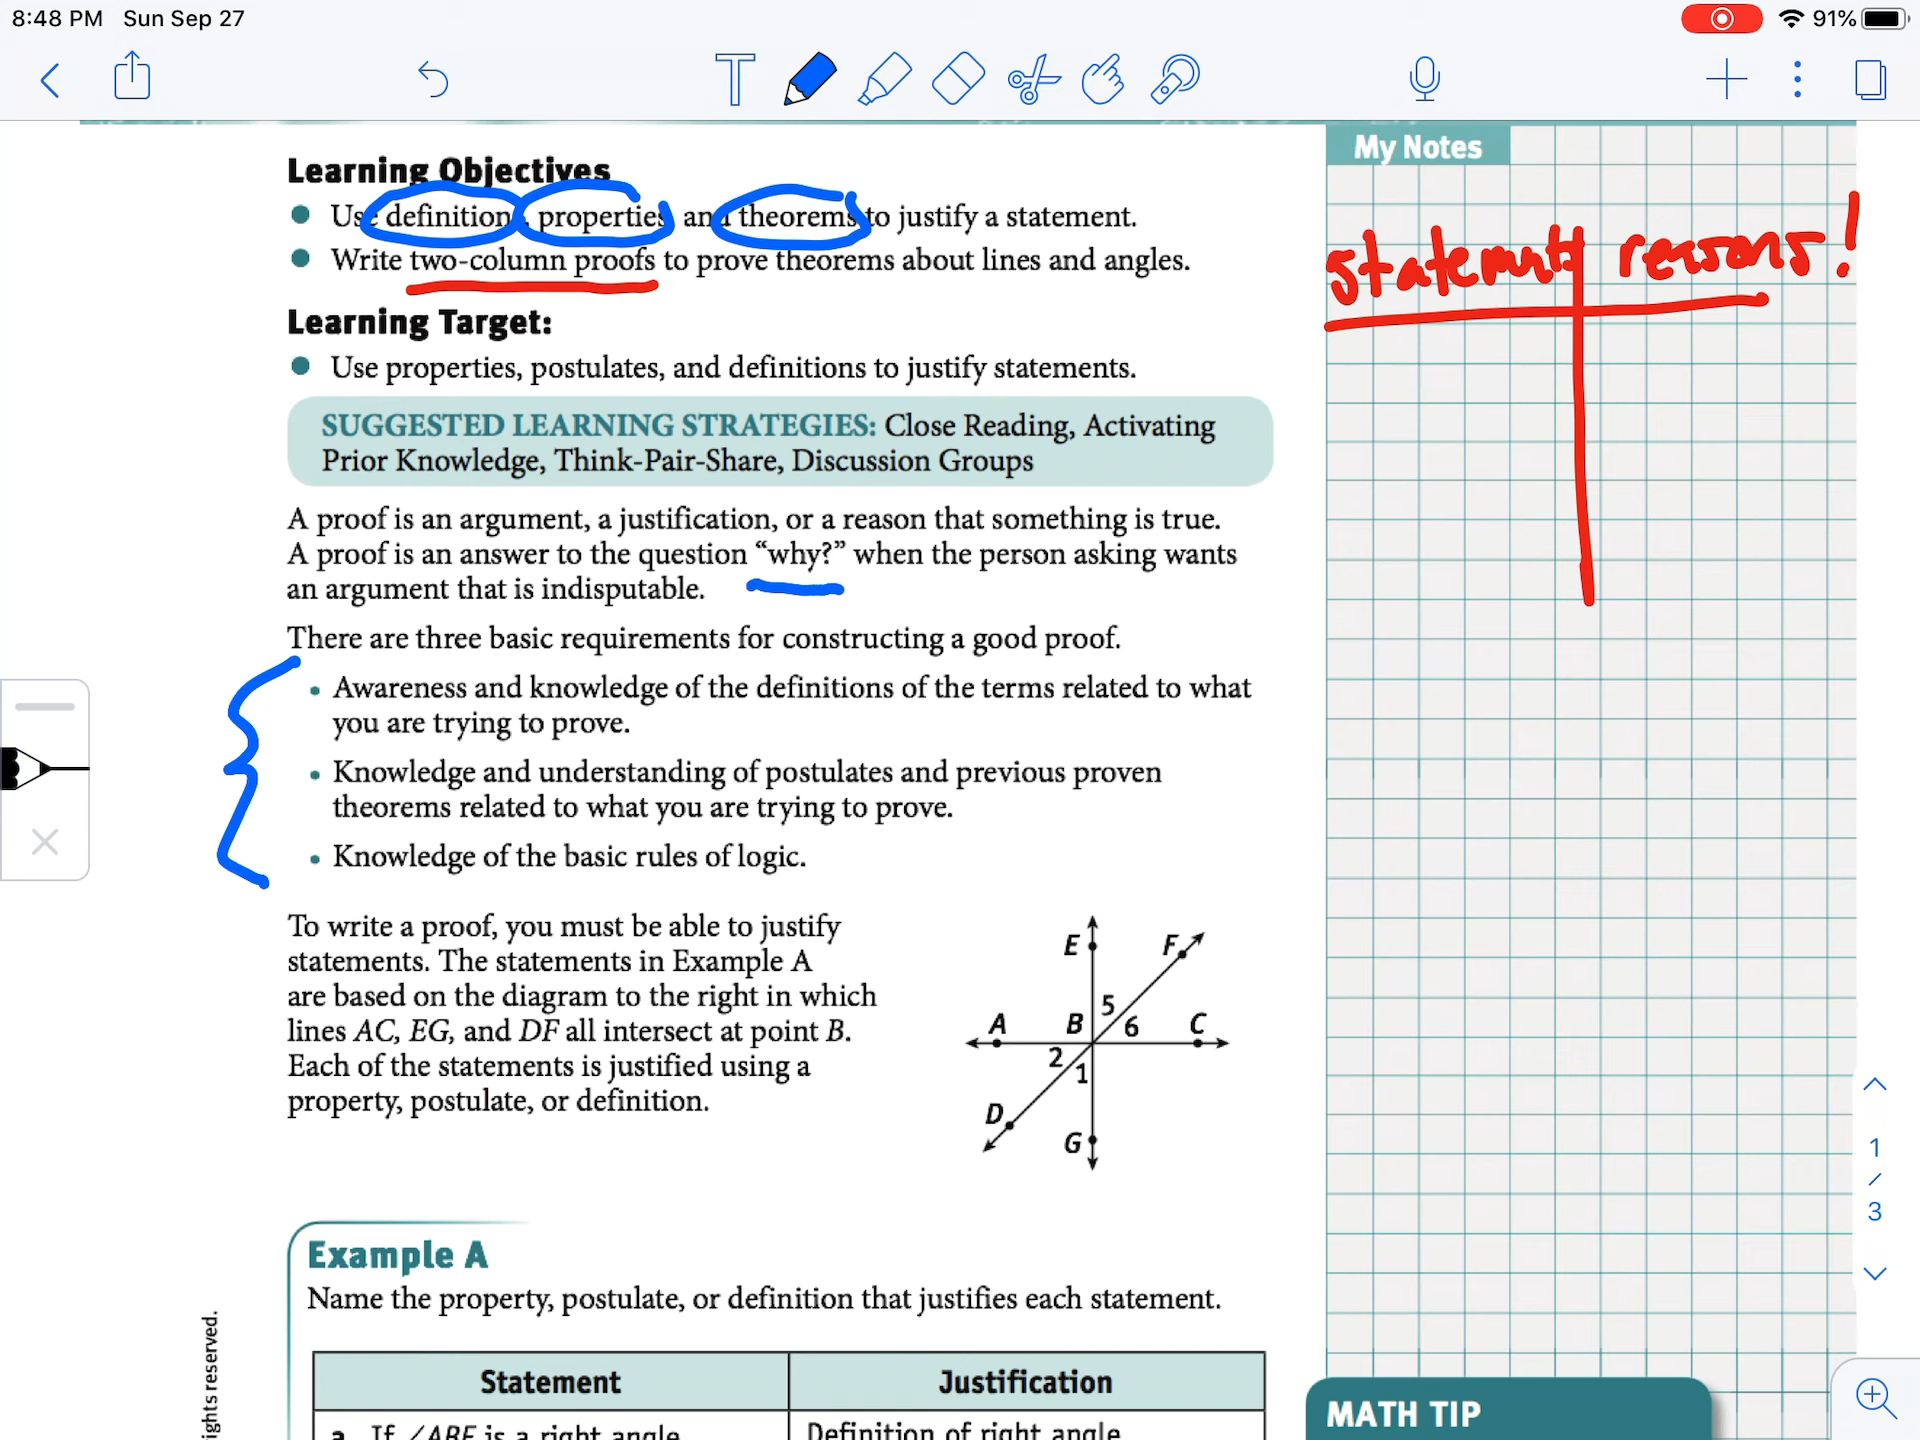 8:48 PM Sun Sep 27
91%
Learning Objectives
Use definition, properties, and theorems to justify a statement.
Write two-column proofs to prove theorems about lines and angles.
Learning Target:
Use properties, postulates, and definitions to justify statements.
SUGGESTED LEARNING STRATEGIES: Close Reading, Activating
Prior Knowledge, Think-Pair-Share, Discussion Groups
A proof is an argument, a justification, or a reason that something is true.
A proof is an answer to the question “why?” when the person asking wants
an argument that is indisputable.
There are three basic requirements for constructing a good proof.
• Awareness and knowledge of the definitions of the terms related to what
you are trying to prove.
• Knowledge and understanding of postulates and previous proven
theorems related to what you are trying to prove.
• Knowledge of the basic rules of logic.
To write a proof, you must be able to justify
statements. The statements in Example A
are based on the diagram to the right in which
lines AC, EG, and DF all intersect at point B.
Each of the statements is justified using a
property, postulate, or definition.
E F
5
A B 6 C
2
1
D
G
Example A
Name the property, postulate, or definition that justifies each statement.
Statement Justification
a. If ∠ABE is a right angle Definition of right angle
ights reserved.
My Notes
statements reasons!
MATH TIP
1
/
3